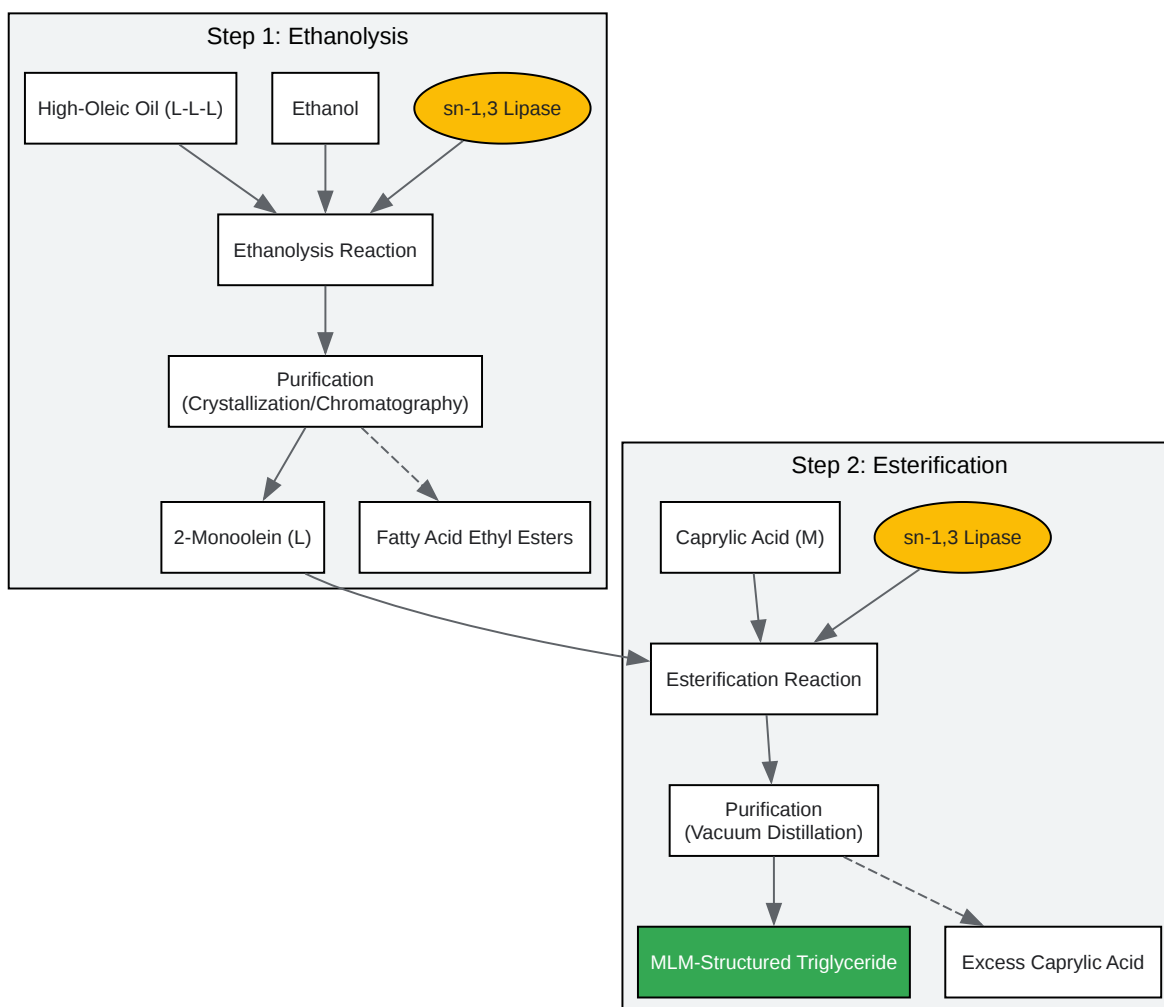 Step 1: Ethanolysis
High-Oleic Oil (L-L-L)
Ethanol
sn-1,3 Lipase
Ethanolysis Reaction
Purification
(Crystallization/Chromatography)
2-Monoolein (L)
Fatty Acid Ethyl Esters
Step 2: Esterification
Caprylic Acid (M)
sn-1,3 Lipase
Esterification Reaction
Purification
(Vacuum Distillation)
MLM-Structured Triglyceride
Excess Caprylic Acid